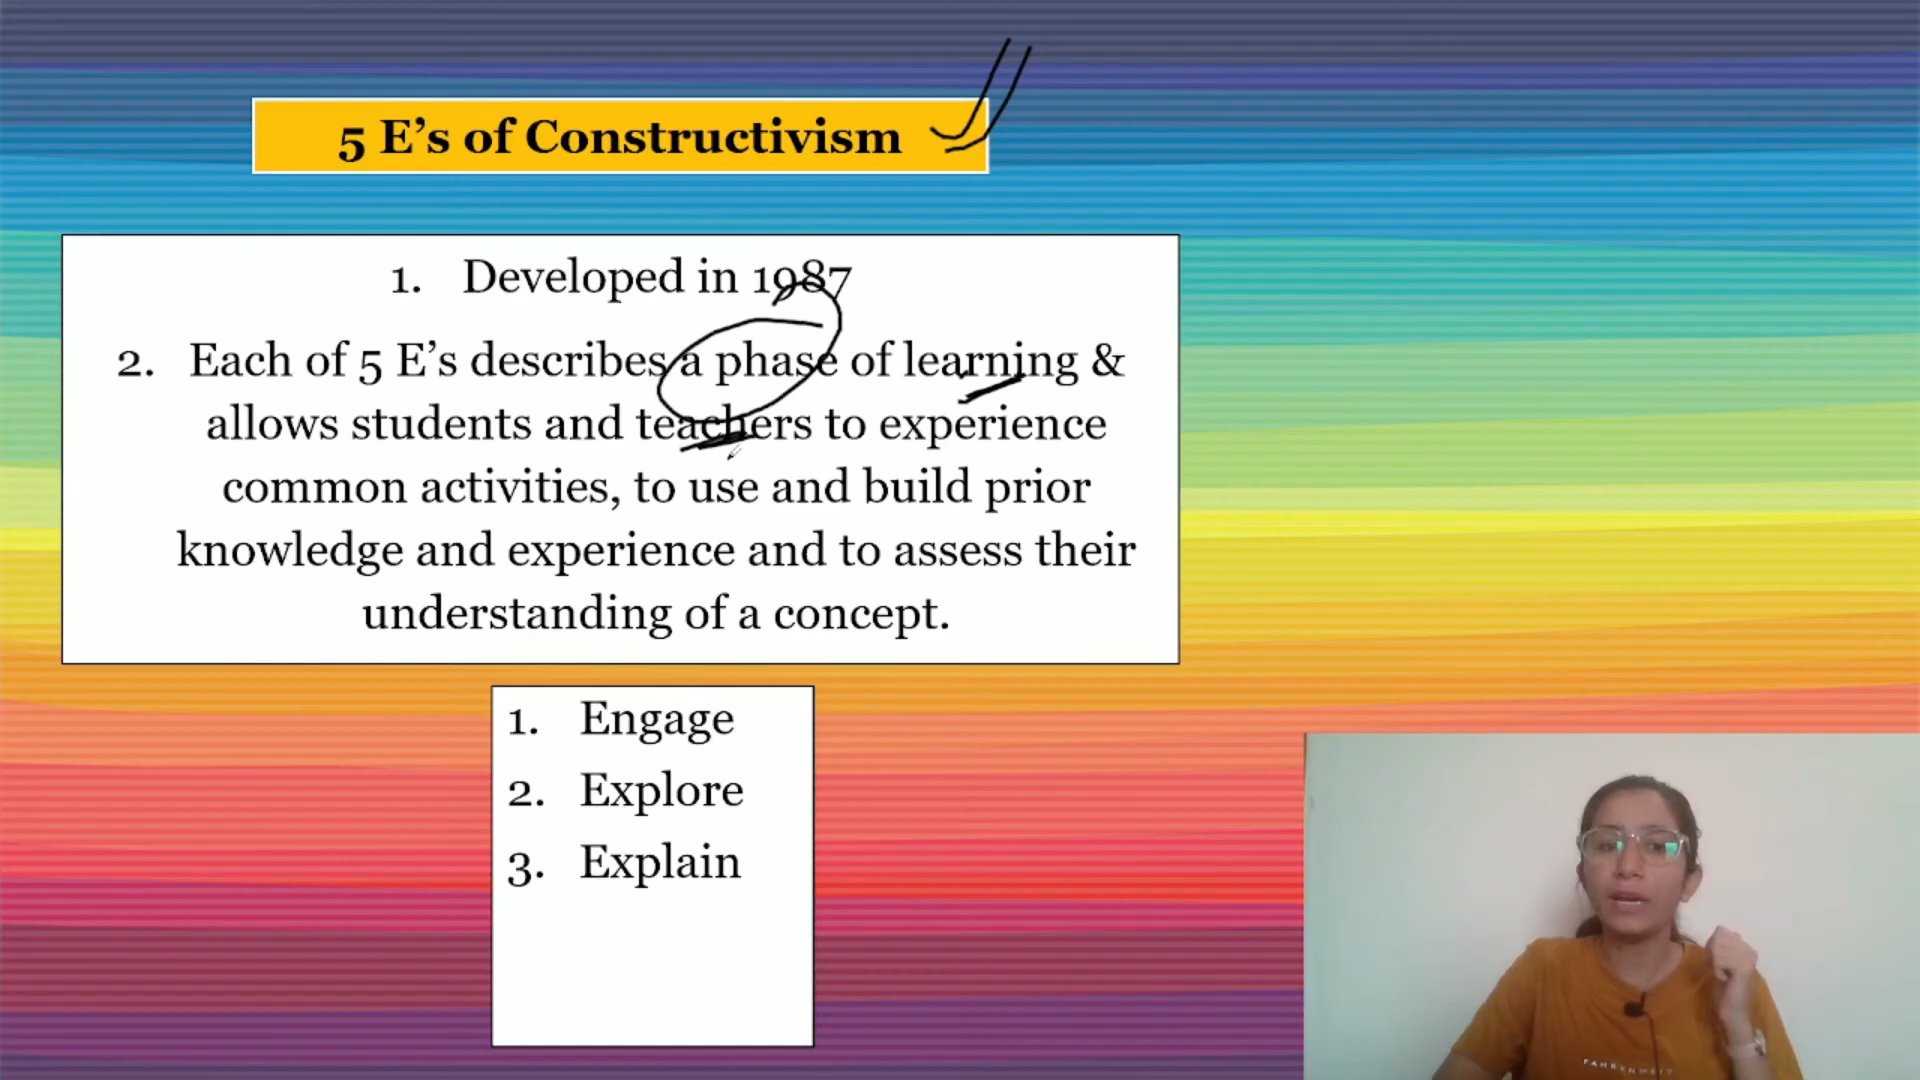 5 E’s of Constructivism
1. Developed in 1987
2. Each of 5 E’s describes a phase of learning &
allows students and teachers to experience
common activities, to use and build prior
knowledge and experience and to assess their
understanding of a concept.
1. Engage
2. Explore
3. Explain
FAHRENHEIT